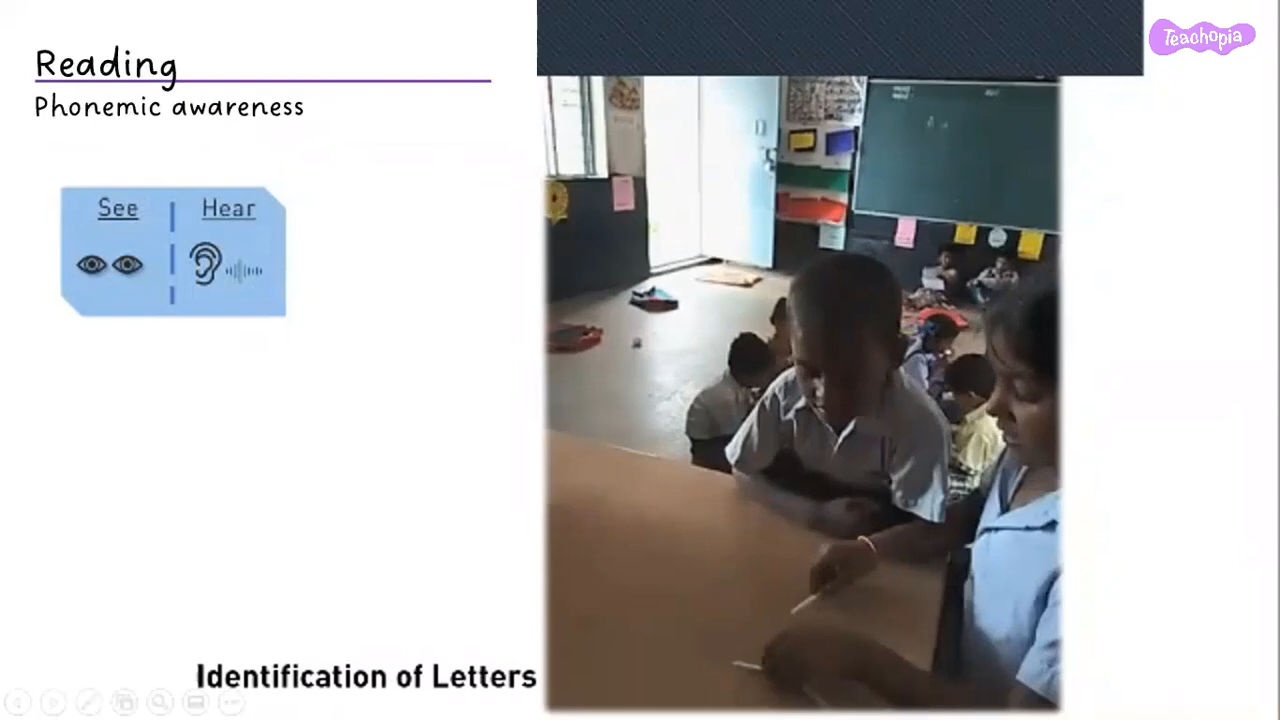 Teachopia
Reading
Phonemic awareness
See
Hear
Identification of Letters